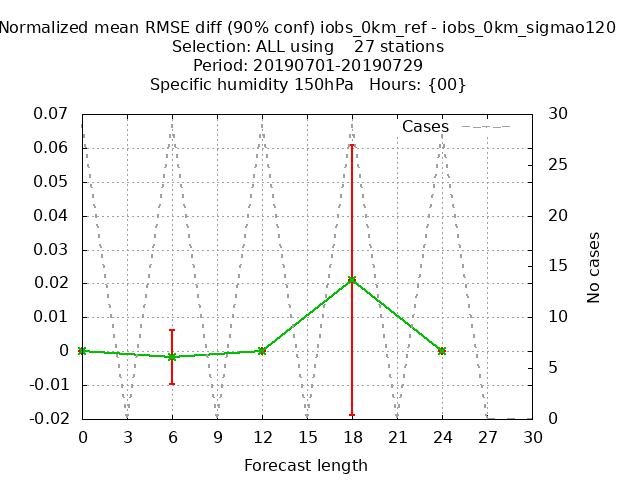 Normalized mean RMSE diff (90% conf) iobs_0km_ref - iobs_0km_sigmao120
Selection: ALL using 27 stations
Period: 20190701-20190729
Specific humidity 150hPa Hours: {00}
Cases
0.07
0.06
0.05
0.04
0.03
0.02
0.01
0
-0.01
-0.02
30
25
20
15
10
5
0
No cases
0 3 6 9 12 15 18 21 24 27 30
Forecast length